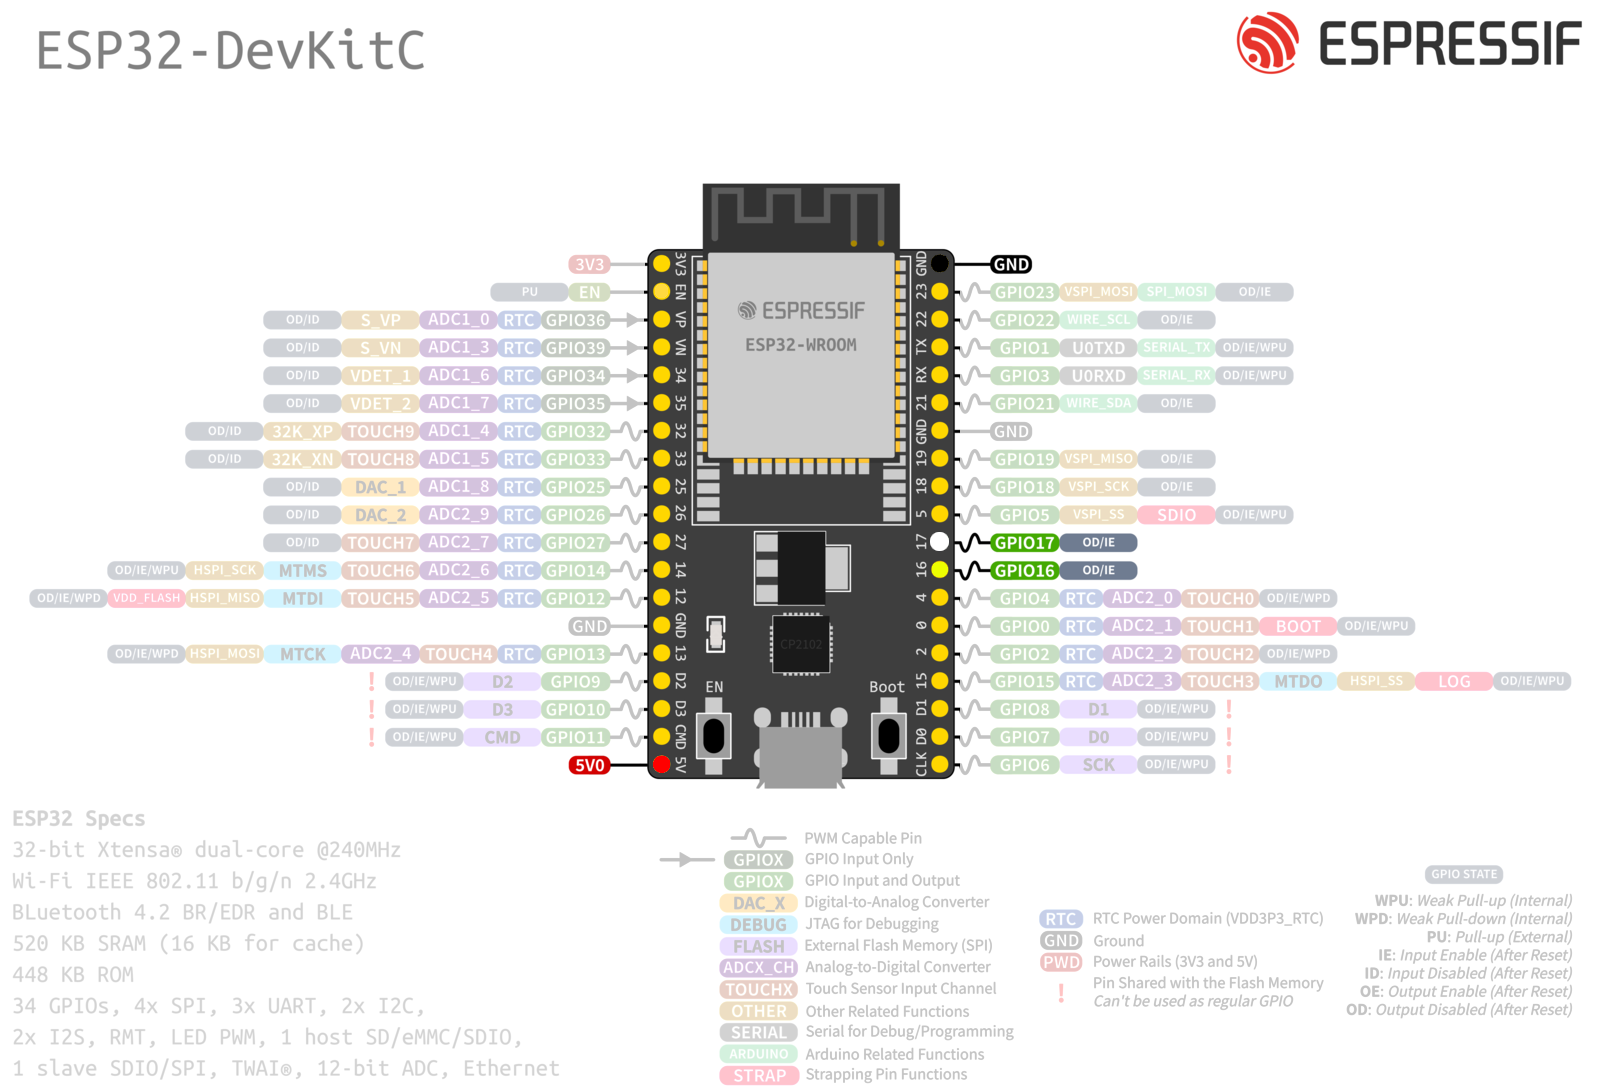 ESP32-DevKitC
ESPRESSIF
3V3 3V3 GND GND
PU EN EN 23 GPIO23 VSPI_MOSI SPI_MOSI OD/IE
OD/ID S_VP ADC1_0 RTC GPIO36 VP 22 GPIO22 WIRE_SCL OD/IE
OD/ID S_VN ADC1_3 RTC GPIO39 VN TX GPIO1 U0TXD SERIAL_TX OD/IE/WPU
OD/ID VDET_1 ADC1_6 RTC GPIO34 34 RX GPIO3 U0RXD SERIAL_RX OD/IE/WPU
OD/ID VDET_2 ADC1_7 RTC GPIO35 35 21 GPIO21 WIRE_SDA OD/IE
OD/ID 32K_XP TOUCH9 ADC1_4 RTC GPIO32 32 GND GND
OD/ID 32K_XN TOUCH8 ADC1_5 RTC GPIO33 33 19 GPIO19 VSPI_MISO OD/IE
OD/ID DAC_1 ADC1_8 RTC GPIO25 25 18 GPIO18 VSPI_SCK OD/IE
OD/ID DAC_2 ADC2_9 RTC GPIO26 26 5 GPIO5 VSPI_SS SDIO OD/IE/WPU
OD/ID TOUCH7 ADC2_7 RTC GPIO27 27 17 GPIO17 OD/IE
OD/IE/WPU HSPI_SCK MTMS TOUCH6 ADC2_6 RTC GPIO14 14 16 GPIO16 OD/IE
OD/IE/WPD VDD_FLASH HSPI_MISO MTDI TOUCH5 ADC2_5 RTC GPIO12 12 4 GPIO4 RTC ADC2_0 TOUCH0 OD/IE/WPD
GND GND 0 GPIO0 RTC ADC2_1 TOUCH1 BOOT OD/IE/WPU
OD/IE/WPD HSPI_MOSI MTCK ADC2_4 TOUCH4 RTC GPIO13 13 2 GPIO2 RTC ADC2_2 TOUCH2 OD/IE/WPD
! OD/IE/WPU D2 GPIO9 D2 15 GPIO15 RTC ADC2_3 TOUCH3 MTDO HSPI_SS LOG OD/IE/WPU
! OD/IE/WPU D3 GPIO10 D3 D1 GPIO8 D1 OD/IE/WPU !
! OD/IE/WPU CMD GPIO11 CMD D0 GPIO7 D0 OD/IE/WPU !
5V0 5V CLK GPIO6 SCK OD/IE/WPU !
ESPRESSIF
ESP32-WROOM
CP2102
EN Boot
ESP32 Specs
32-bit Xtensa® dual-core @240MHz
Wi-Fi IEEE 802.11 b/g/n 2.4GHz
BLuetooth 4.2 BR/EDR and BLE
520 KB SRAM (16 KB for cache)
448 KB ROM
34 GPIOs, 4x SPI, 3x UART, 2x I2C,
2x I2S, RMT, LED PWM, 1 host SD/eMMC/SDIO,
1 slave SDIO/SPI, TWAI®, 12-bit ADC, Ethernet
PWM Capable Pin
GPIOX GPIO Input Only
GPIOX GPIO Input and Output
DAC_X Digital-to-Analog Converter
DEBUG JTAG for Debugging
FLASH External Flash Memory (SPI)
ADCX_CH Analog-to-Digital Converter
TOUCHX Touch Sensor Input Channel
OTHER Other Related Functions
SERIAL Serial for Debug/Programming
ARDUINO Arduino Related Functions
STRAP Strapping Pin Functions
RTC RTC Power Domain (VDD3P3_RTC)
GND Ground
PWD Power Rails (3V3 and 5V)
! Pin Shared with the Flash Memory
Can't be used as regular GPIO
GPIO STATE
WPU: Weak Pull-up (Internal)
WPD: Weak Pull-down (Internal)
PU: Pull-up (External)
IE: Input Enable (After Reset)
ID: Input Disabled (After Reset)
OE: Output Enable (After Reset)
OD: Output Disabled (After Reset)